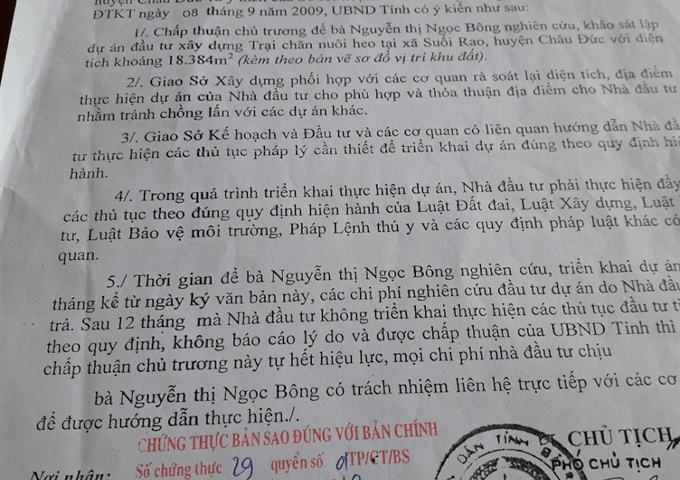 ĐTKT ngày 08 tháng 9 năm 2009, UBND Tỉnh có ý kiến như sau:
1/. Chấp thuận chủ trương để bà Nguyễn thị Ngọc Bông nghiên cứu, khảo sát lập
dự án đầu tư xây dựng Trại chăn nuôi heo tại xã Suối Rao, huyện Châu Đức với diện
tích khoảng 18.384m² (kèm theo bản vẽ sơ đồ vị trí khu đất).
2/. Giao Sở Xây dựng phối hợp với các cơ quan rà soát lại diện tích, địa điểm
thực hiện dự án của Nhà đầu tư cho phù hợp và thỏa thuận địa điểm cho Nhà đầu tư
nhằm tránh chồng lấn với các dự án khác.
3/. Giao Sở Kế hoạch và Đầu tư và các cơ quan có liên quan hướng dẫn Nhà đầ
tư thực hiện các thủ tục pháp lý cần thiết để triển khai dự án đúng theo quy định hiệ
hành.
4/. Trong quá trình triển khai thực hiện dự án, Nhà đầu tư phải thực hiện đầy
các thủ tục theo đúng quy định hiện hành của Luật Đất đai, Luật Xây dựng, Luật
tư, Luật Bảo vệ môi trường, Pháp Lệnh thú y và các quy định pháp luật khác có
quan.
5./ Thời gian để bà Nguyễn thị Ngọc Bông nghiên cứu, triển khai dự án
tháng kể từ ngày ký văn bản này, các chi phí nghiên cứu đầu tư dự án do Nhà đầu
trả. Sau 12 tháng mà Nhà đầu tư không triển khai thực hiện các thủ tục đầu tư t
theo quy định, không báo cáo lý do và được chấp thuận của UBND Tỉnh thì
chấp thuận chủ trương này tự hết hiệu lực, mọi chi phí nhà đầu tư chịu
bà Nguyễn thị Ngọc Bông có trách nhiệm liên hệ trực tiếp với các cơ
để được hướng dẫn thực hiện./.
CHỨNG THỰC BẢN SAO ĐÚNG VỚI BẢN CHÍNH
CHỦ TỊCH
Số chứng thực 29 quyển số 01TP/CT/BS
DÂN TỈNH
PHÓ CHỦ TỊCH
Nơi nhận: